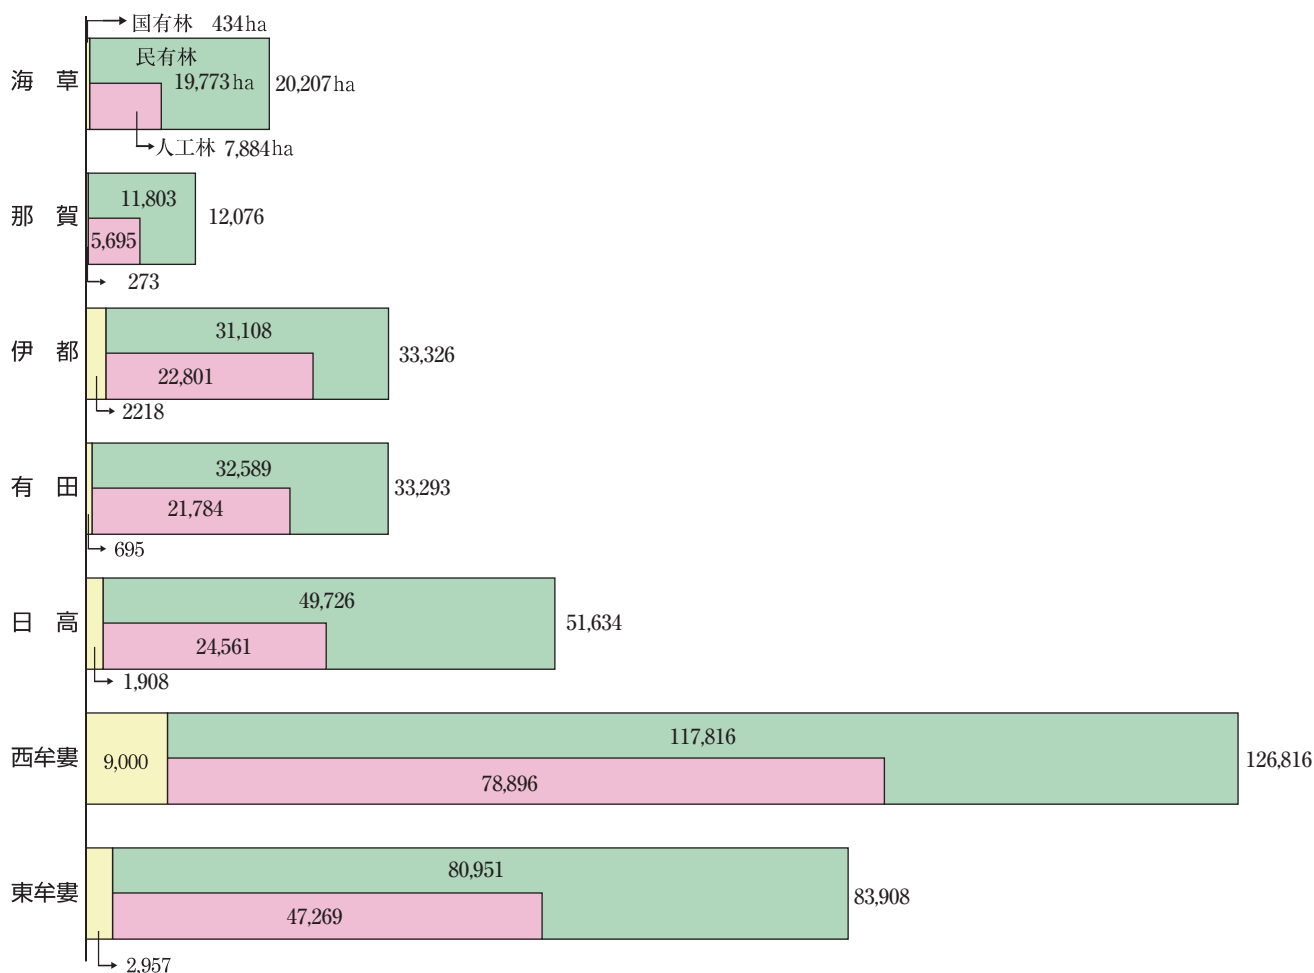 国有林 434ha
民有林
海草 19,773ha 20,207ha
人工林 7,884ha
11,803
那賀 12,076
5,695
273
31,108
伊都 33,326
22,801
2218
32,589
有田 33,293
21,784
695
49,726
日高 51,634
24,561
1,908
117,816
西牟婁 9,000 126,816
78,896
80,951
東牟婁 83,908
47,269
2,957